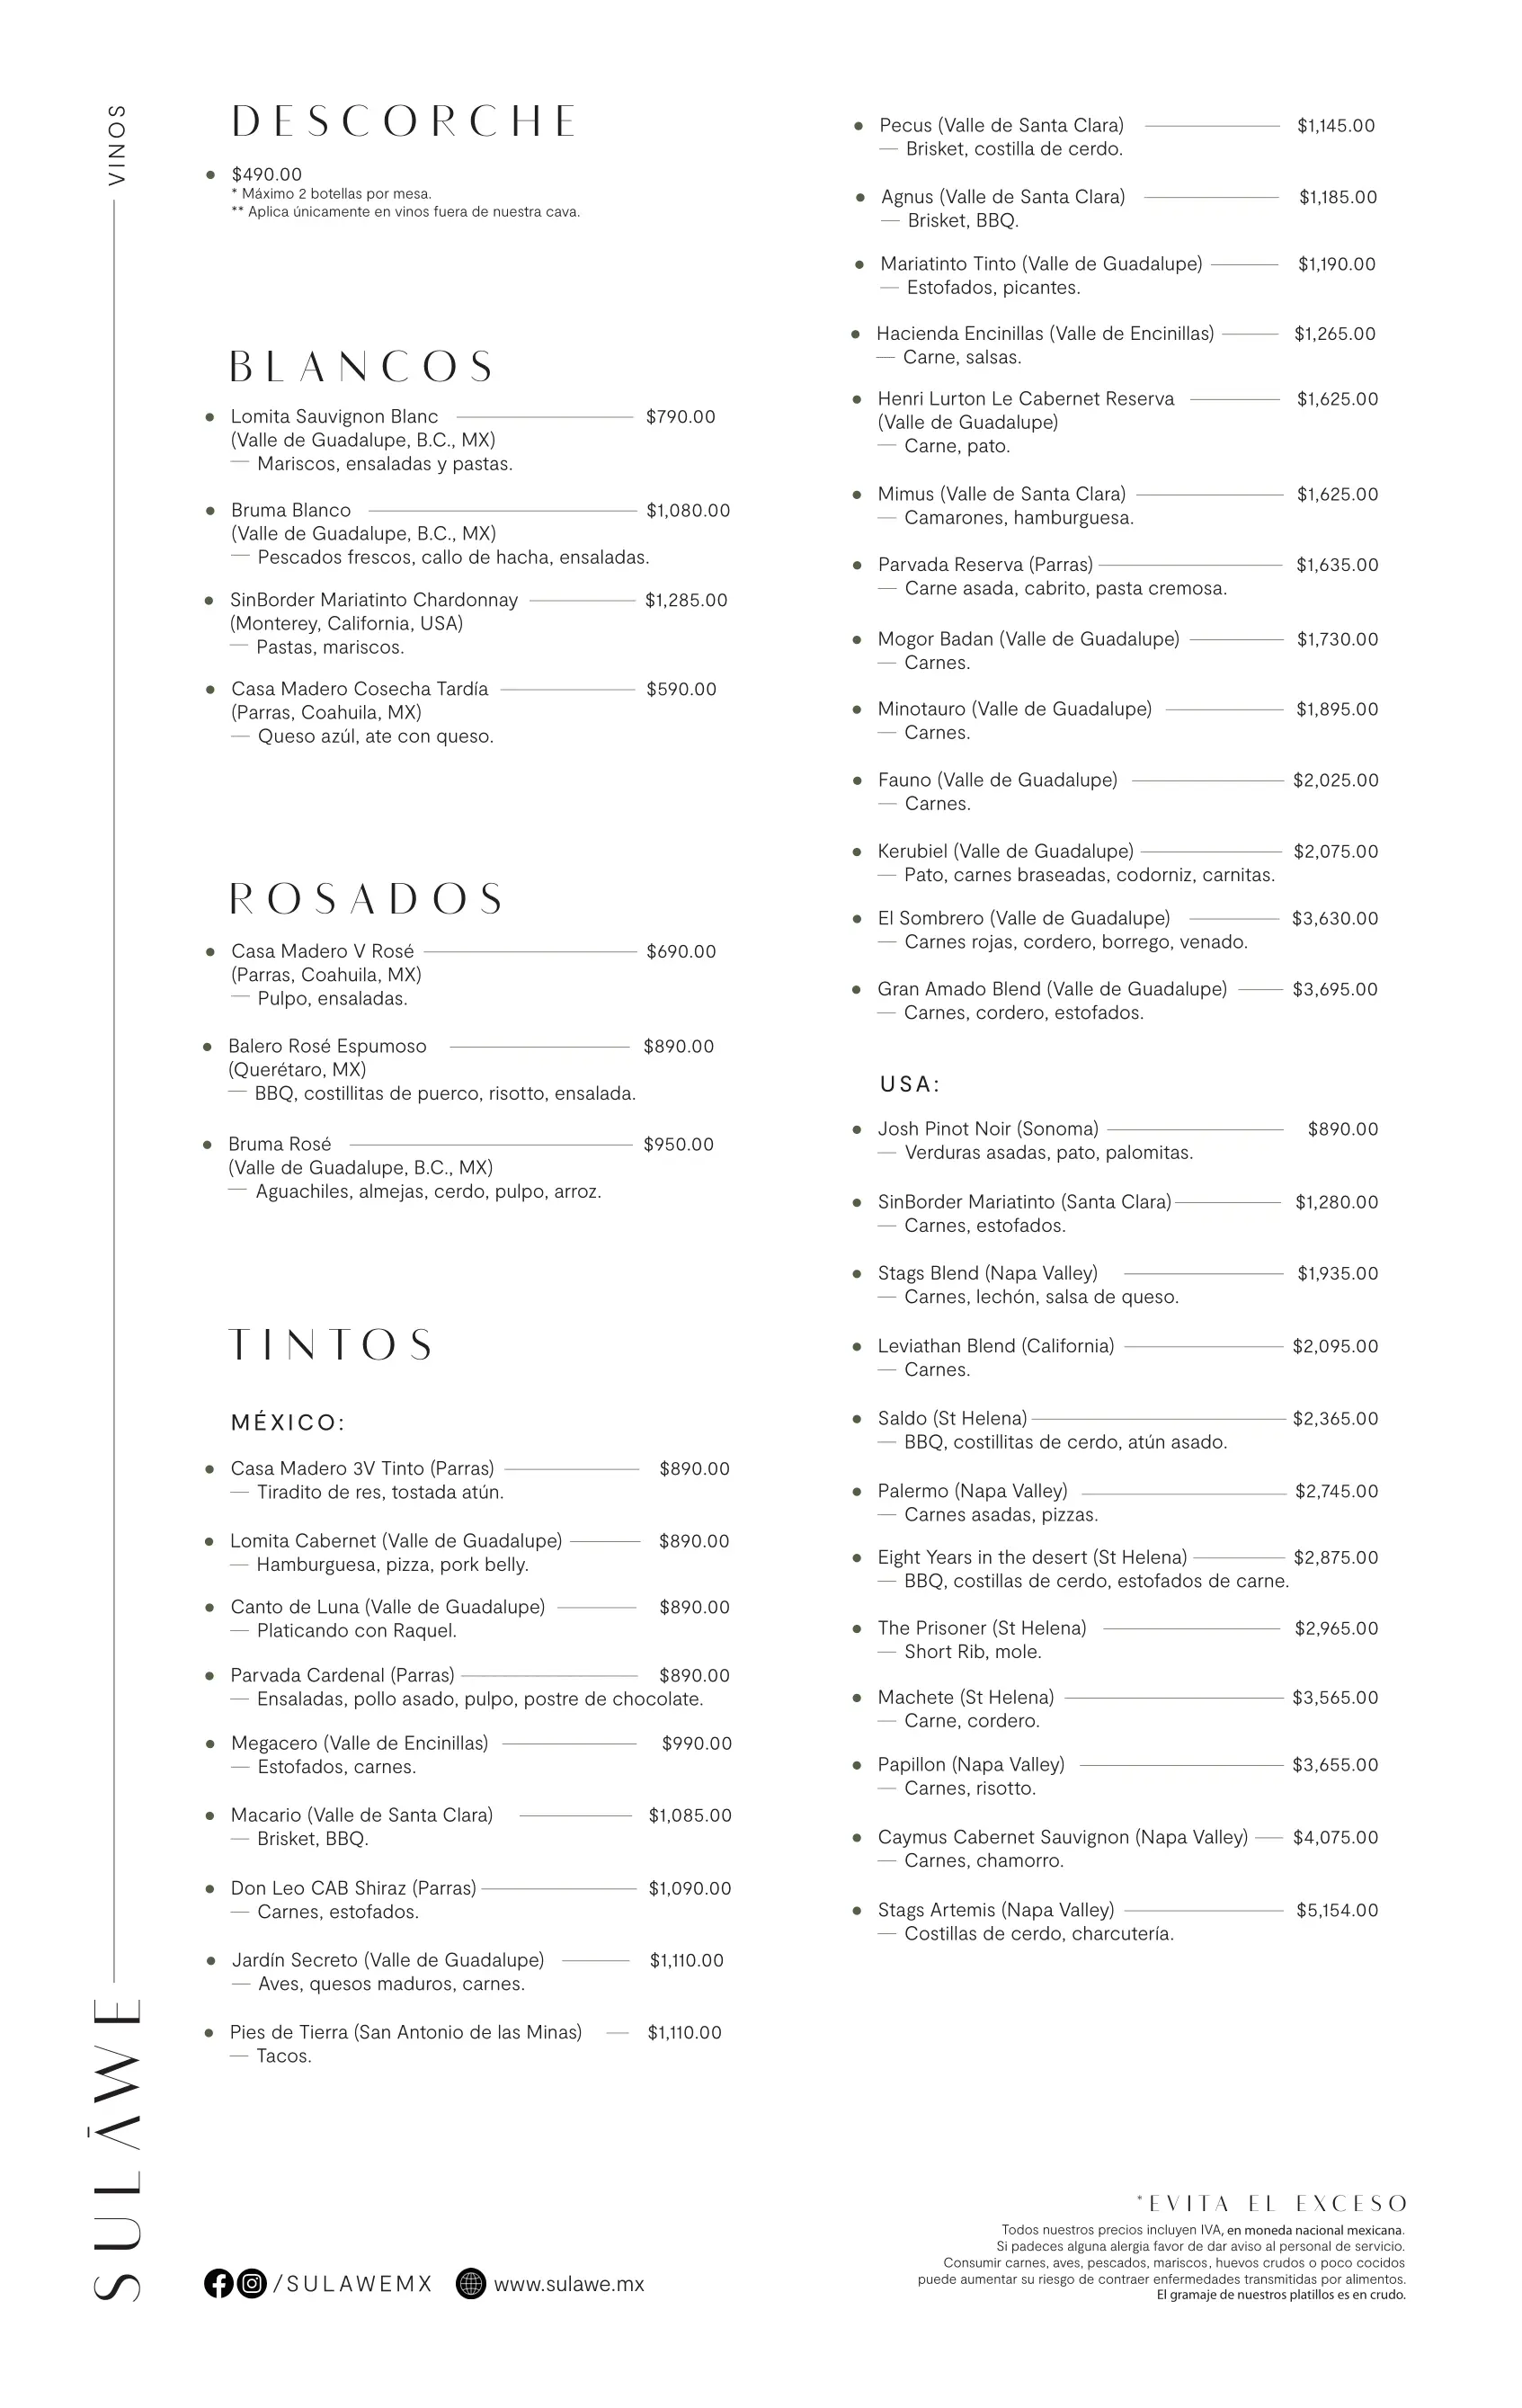 VINOS
DESCORCHE
$490.00
* Máximo 2 botellas por mesa.
** Aplica únicamente en vinos fuera de nuestra cava.
BLANCOS
Lomita Sauvignon Blanc $790.00
(Valle de Guadalupe, B.C., MX)
— Mariscos, ensaladas y pastas.
Bruma Blanco $1,080.00
(Valle de Guadalupe, B.C., MX)
— Pescados frescos, callo de hacha, ensaladas.
SinBorder Mariatinto Chardonnay $1,285.00
(Monterey, California, USA)
— Pastas, mariscos.
Casa Madero Cosecha Tardía $590.00
(Parras, Coahuila, MX)
— Queso azúl, ate con queso.
ROSADOS
Casa Madero V Rosé $690.00
(Parras, Coahuila, MX)
— Pulpo, ensaladas.
Balero Rosé Espumoso $890.00
(Querétaro, MX)
— BBQ, costillitas de puerco, risotto, ensalada.
Bruma Rosé $950.00
(Valle de Guadalupe, B.C., MX)
— Aguachiles, almejas, cerdo, pulpo, arroz.
TINTOS
MÉXICO:
Casa Madero 3V Tinto (Parras) $890.00
— Tiradito de res, tostada atún.
Lomita Cabernet (Valle de Guadalupe) $890.00
— Hamburguesa, pizza, pork belly.
Canto de Luna (Valle de Guadalupe) $890.00
— Platicando con Raquel.
Parvada Cardenal (Parras) $890.00
— Ensaladas, pollo asado, pulpo, postre de chocolate.
Megacero (Valle de Encinillas) $990.00
— Estofados, carnes.
Macario (Valle de Santa Clara) $1,085.00
— Brisket, BBQ.
Don Leo CAB Shiraz (Parras) $1,090.00
— Carnes, estofados.
Jardín Secreto (Valle de Guadalupe) $1,110.00
— Aves, quesos maduros, carnes.
Pies de Tierra (San Antonio de las Minas) $1,110.00
— Tacos.
Pecus (Valle de Santa Clara) $1,145.00
— Brisket, costilla de cerdo.
Agnus (Valle de Santa Clara) $1,185.00
— Brisket, BBQ.
Mariatinto Tinto (Valle de Guadalupe) $1,190.00
— Estofados, picantes.
Hacienda Encinillas (Valle de Encinillas) $1,265.00
— Carne, salsas.
Henri Lurton Le Cabernet Reserva $1,625.00
(Valle de Guadalupe)
— Carne, pato.
Mimus (Valle de Santa Clara) $1,625.00
— Camarones, hamburguesa.
Parvada Reserva (Parras) $1,635.00
— Carne asada, cabrito, pasta cremosa.
Mogor Badan (Valle de Guadalupe) $1,730.00
— Carnes.
Minotauro (Valle de Guadalupe) $1,895.00
— Carnes.
Fauno (Valle de Guadalupe) $2,025.00
— Carnes.
Kerubiel (Valle de Guadalupe) $2,075.00
— Pato, carnes braseadas, codorniz, carnitas.
El Sombrero (Valle de Guadalupe) $3,630.00
— Carnes rojas, cordero, borrego, venado.
Gran Amado Blend (Valle de Guadalupe) $3,695.00
— Carnes, cordero, estofados.
USA:
Josh Pinot Noir (Sonoma) $890.00
— Verduras asadas, pato, palomitas.
SinBorder Mariatinto (Santa Clara) $1,280.00
— Carnes, estofados.
Stags Blend (Napa Valley) $1,935.00
— Carnes, lechón, salsa de queso.
Leviathan Blend (California) $2,095.00
— Carnes.
Saldo (St Helena) $2,365.00
— BBQ, costillitas de cerdo, atún asado.
Palermo (Napa Valley) $2,745.00
— Carnes asadas, pizzas.
Eight Years in the desert (St Helena) $2,875.00
— BBQ, costillas de cerdo, estofados de carne.
The Prisoner (St Helena) $2,965.00
— Short Rib, mole.
Machete (St Helena) $3,565.00
— Carne, cordero.
Papillon (Napa Valley) $3,655.00
— Carnes, risotto.
Caymus Cabernet Sauvignon (Napa Valley) $4,075.00
— Carnes, chamorro.
Stags Artemis (Napa Valley) $5,154.00
— Costillas de cerdo, charcutería.
SULĀWE
/SULAWEMX www.sulawe.mx
*EVITA EL EXCESO
Todos nuestros precios incluyen IVA, en moneda nacional mexicana.
Si padeces alguna alergia favor de dar aviso al personal de servicio.
Consumir carnes, aves, pescados, mariscos, huevos crudos o poco cocidos
puede aumentar su riesgo de contraer enfermedades transmitidas por alimentos.
El gramaje de nuestros platillos es en crudo.